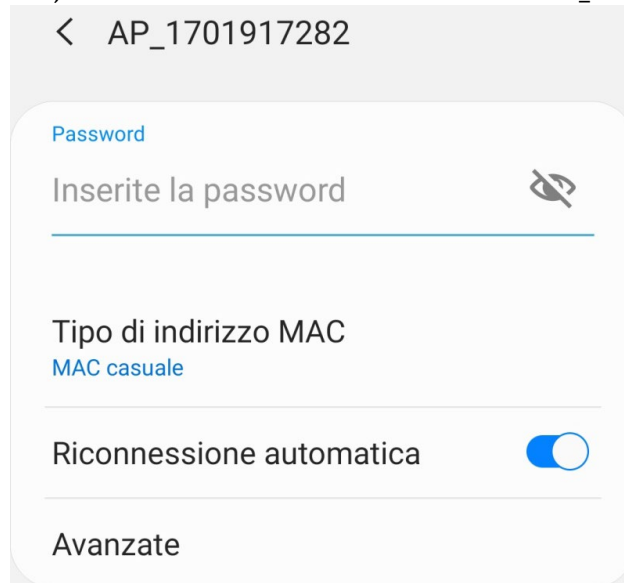 AP_1701917282
Password
Inserite la password
Tipo di indirizzo MAC
MAC casuale
Riconnessione automatica
Avanzate